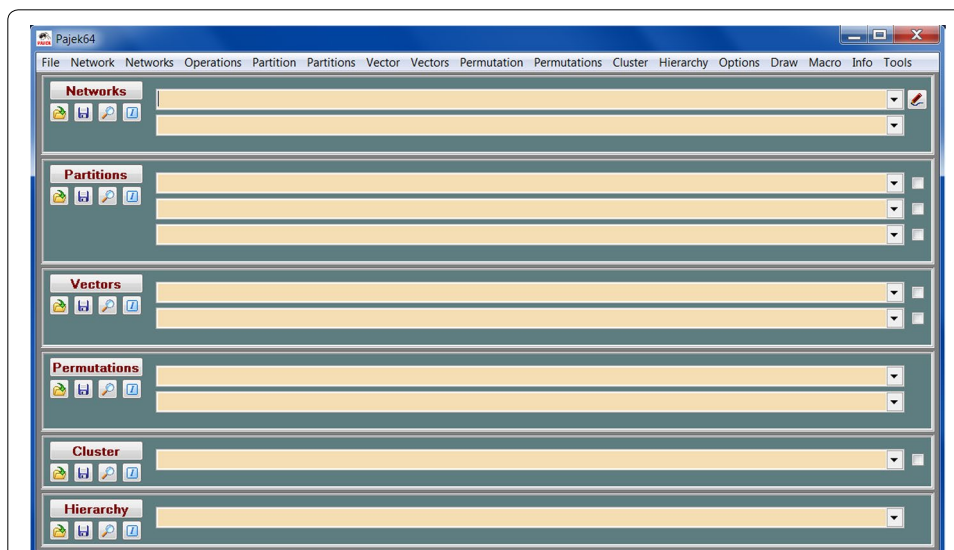 Pajek64
File Network Networks Operations Partition Partitions Vector Vectors Permutation Permutations Cluster Hierarchy Options Draw Macro Info Tools
Networks
Partitions
Vectors
Permutations
Cluster
Hierarchy